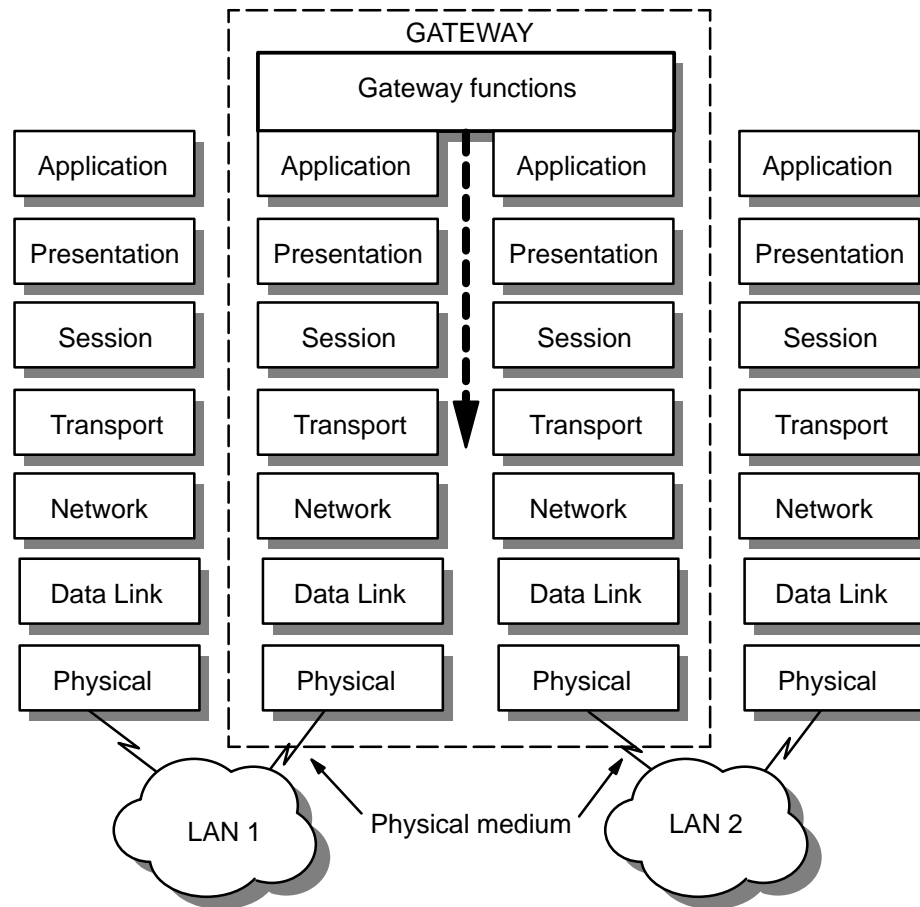 GATEWAY
Gateway functions
Application Application Application Application
Presentation Presentation Presentation Presentation
Session Session Session Session
Transport Transport Transport Transport
Network Network Network Network
Data Link Data Link Data Link Data Link
Physical Physical Physical Physical
LAN 1 Physical medium LAN 2